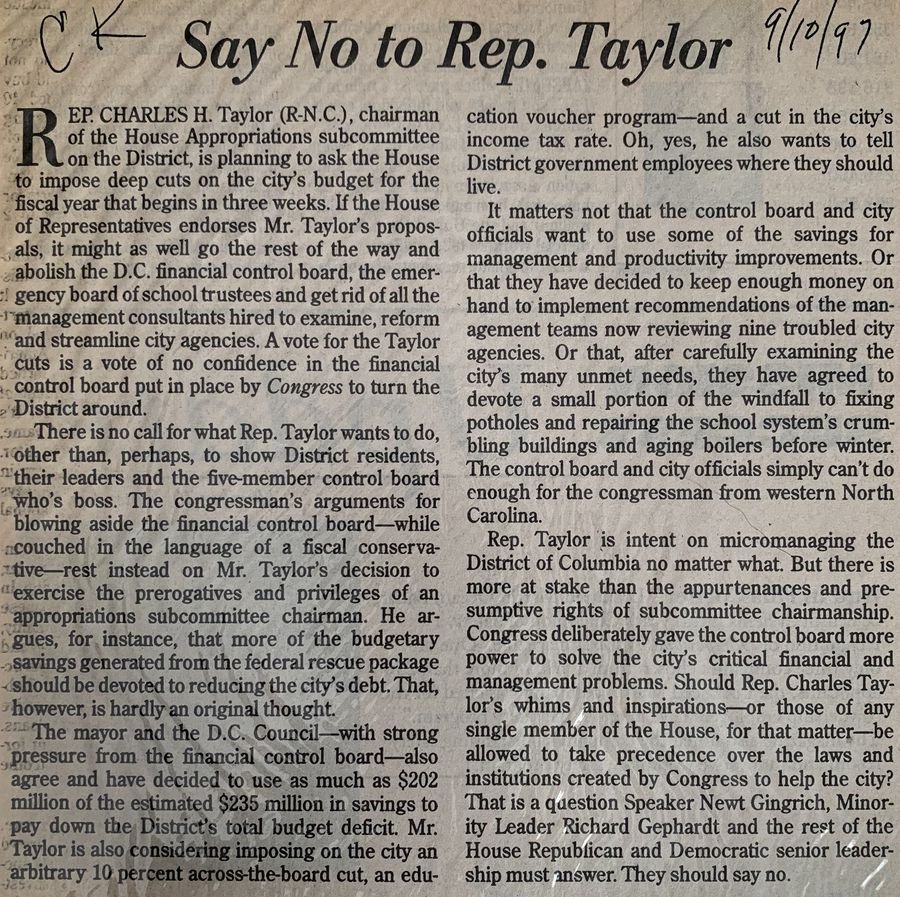 CK
Say No to Rep. Taylor
9/10/97
REP. CHARLES H. Taylor (R-N.C.), chairman
of the House Appropriations subcommittee
on the District, is planning to ask the House
to impose deep cuts on the city's budget for the
fiscal year that begins in three weeks. If the House
of Representatives endorses Mr. Taylor's propos-
als, it might as well go the rest of the way and
abolish the D.C. financial control board, the emer-
gency board of school trustees and get rid of all the
management consultants hired to examine, reform
and streamline city agencies. A vote for the Taylor
cuts is a vote of no confidence in the financial
control board put in place by Congress to turn the
District around.
There is no call for what Rep. Taylor wants to do,
other than, perhaps, to show District residents,
their leaders and the five-member control board
who's boss. The congressman's arguments for
blowing aside the financial control board—while
couched in the language of a fiscal conserva-
tive—rest instead on Mr. Taylor's decision to
exercise the prerogatives and privileges of an
appropriations subcommittee chairman. He ar-
gues, for instance, that more of the budgetary
savings generated from the federal rescue package
should be devoted to reducing the city's debt. That,
however, is hardly an original thought.
The mayor and the D.C. Council—with strong
pressure from the financial control board—also
agree and have decided to use as much as $202
million of the estimated $235 million in savings to
pay down the District's total budget deficit. Mr.
Taylor is also considering imposing on the city an
arbitrary 10 percent across-the-board cut, an edu-
cation voucher program—and a cut in the city's
income tax rate. Oh, yes, he also wants to tell
District government employees where they should
live.
It matters not that the control board and city
officials want to use some of the savings for
management and productivity improvements. Or
that they have decided to keep enough money on
hand to implement recommendations of the man-
agement teams now reviewing nine troubled city
agencies. Or that, after carefully examining the
city's many unmet needs, they have agreed to
devote a small portion of the windfall to fixing
potholes and repairing the school system's crum-
bling buildings and aging boilers before winter.
The control board and city officials simply can't do
enough for the congressman from western North
Carolina.
Rep. Taylor is intent on micromanaging the
District of Columbia no matter what. But there is
more at stake than the appurtenances and pre-
sumptive rights of subcommittee chairmanship.
Congress deliberately gave the control board more
power to solve the city's critical financial and
management problems. Should Rep. Charles Tay-
lor's whims and inspirations—or those of any
single member of the House, for that matter—be
allowed to take precedence over the laws and
institutions created by Congress to help the city?
That is a question Speaker Newt Gingrich, Minor-
ity Leader Richard Gephardt and the rest of the
House Republican and Democratic senior leader-
ship must answer. They should say no.